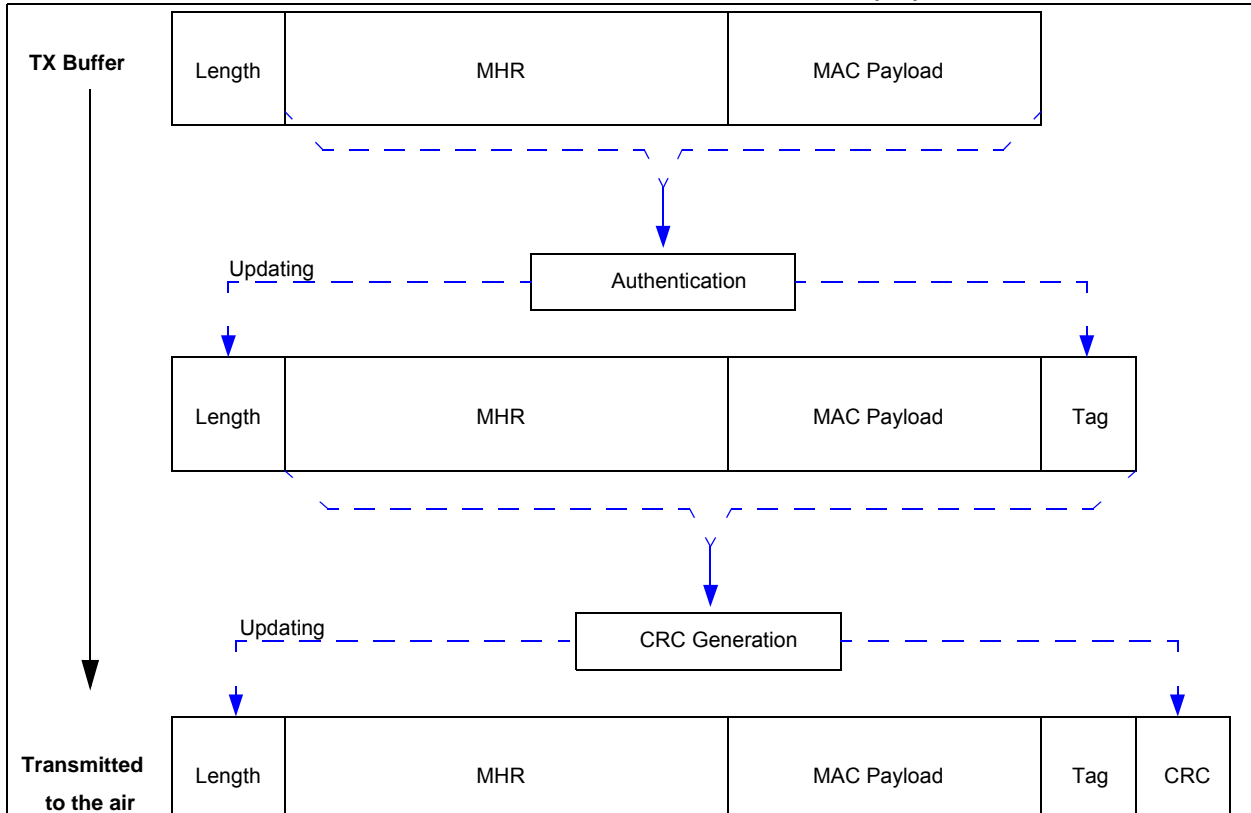 TX Buffer
Length MHR MAC Payload
Updating
Authentication
Length MHR MAC Payload Tag
Updating
CRC Generation
Transmitted
to the air
Length MHR MAC Payload Tag CRC